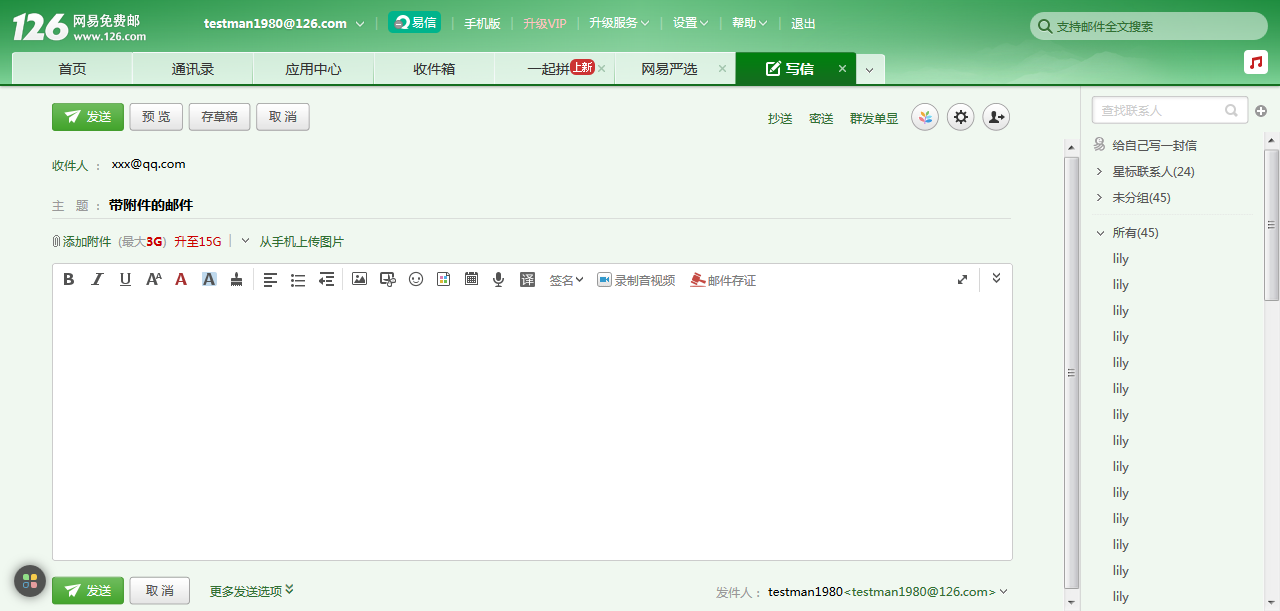 126 网易免费邮
www.126.com
testman1980@126.com
易信
手机版
升级VIP
升级服务
设置
帮助
退出
支持邮件全文搜索
首页
通讯录
应用中心
收件箱
一起拼
上新
网易严选
写信
发送
预 览
存草稿
取 消
抄送
密送
群发单显
查找联系人
收件人 ：
xxx@qq.com
主 题 ：
带附件的邮件
添加附件 (最大3G) 升至15G
从手机上传图片
B I U A A A A 译 签名 录制音视频 邮件存证
给自己写一封信
星标联系人(24)
未分组(45)
所有(45)
lily
lily
lily
lily
lily
lily
lily
lily
lily
lily
lily
lily
lily
lily
发送
取 消
更多发送选项
发件人 ：
testman1980<testman1980@126.com>